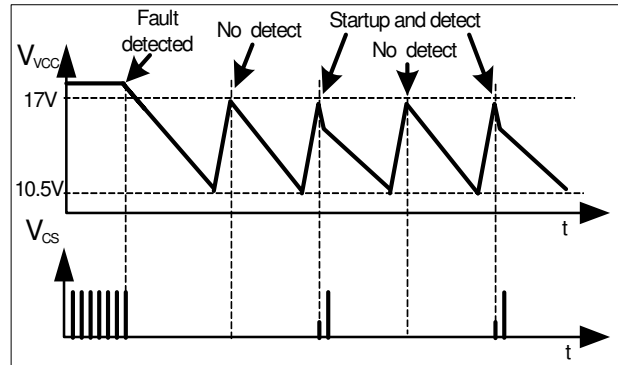 Fault
detected
No detect
Startup and detect
No detect
VVCC
17V
10.5V
t
VCS
t